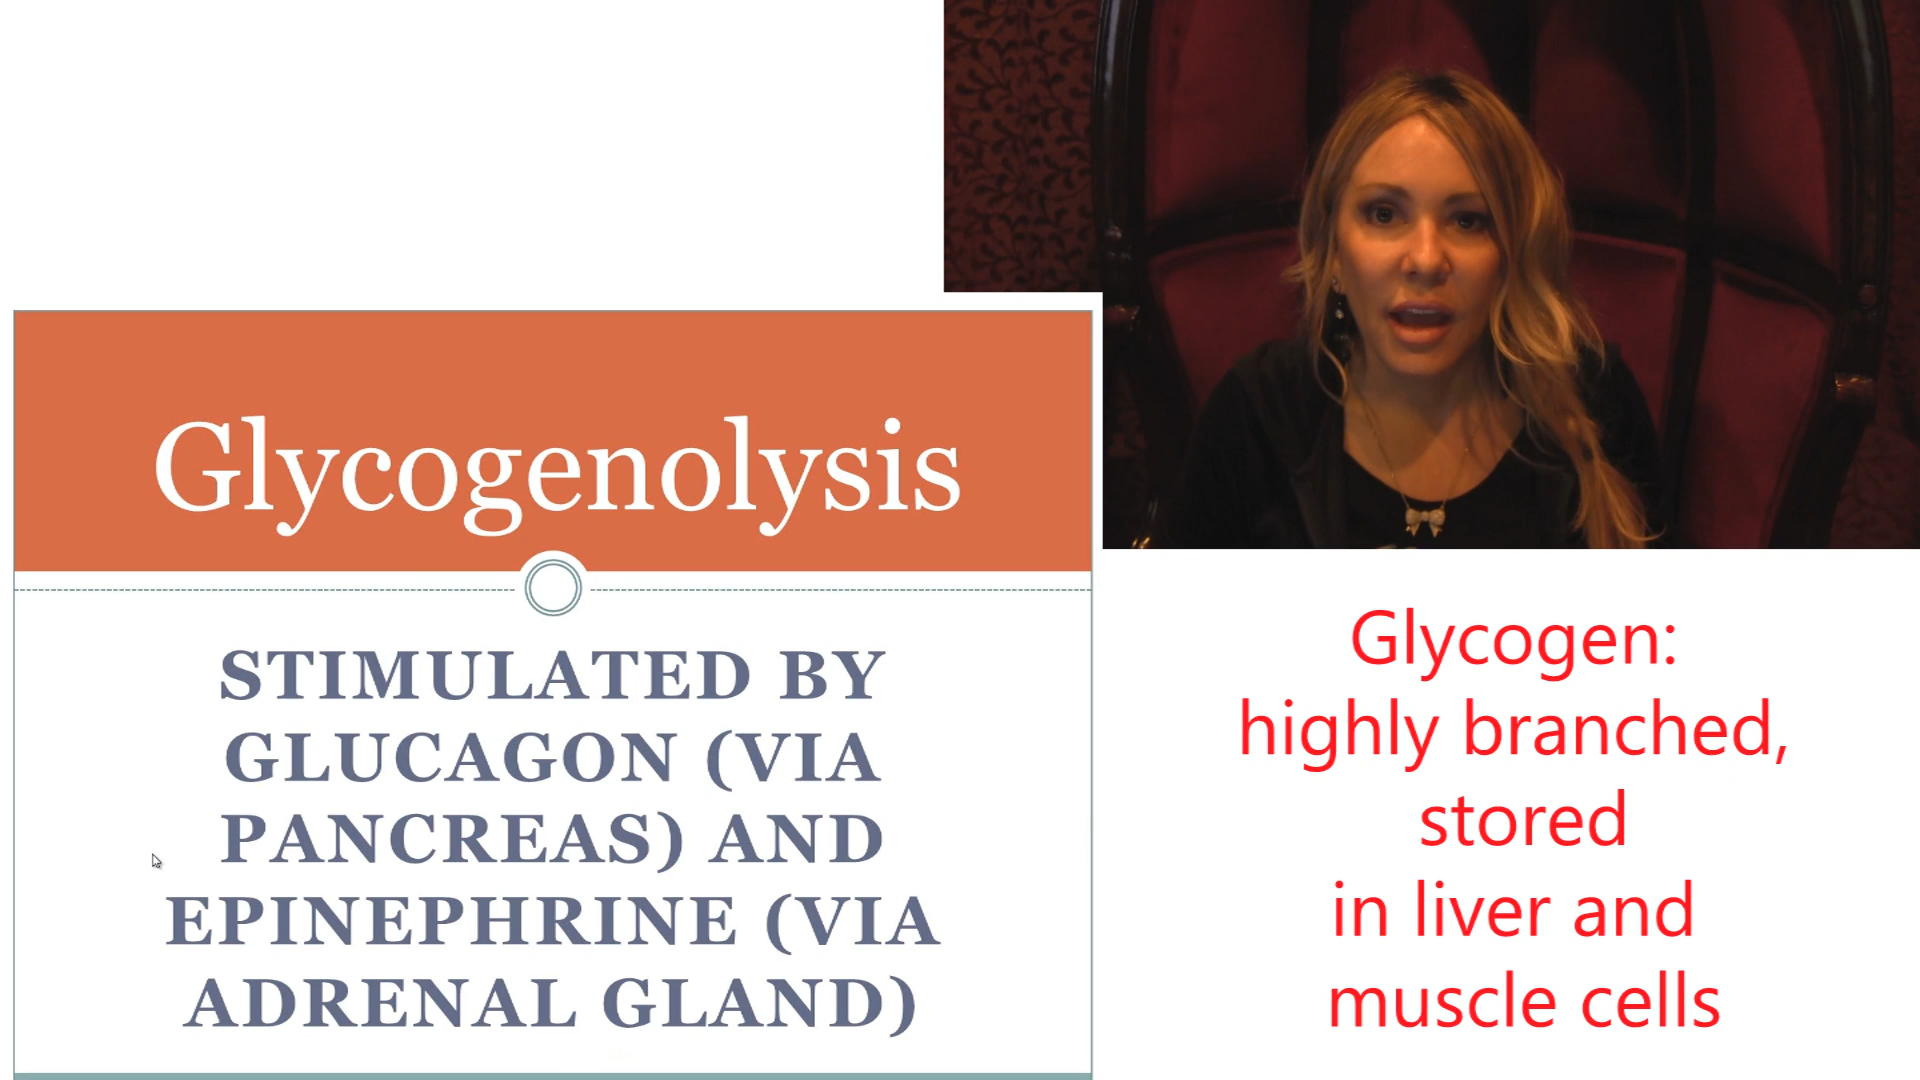 Glycogenolysis
STIMULATED BY
GLUCAGON (VIA
PANCREAS) AND
EPINEPHRINE (VIA
ADRENAL GLAND)
Glycogen:
highly branched,
stored
in liver and
muscle cells